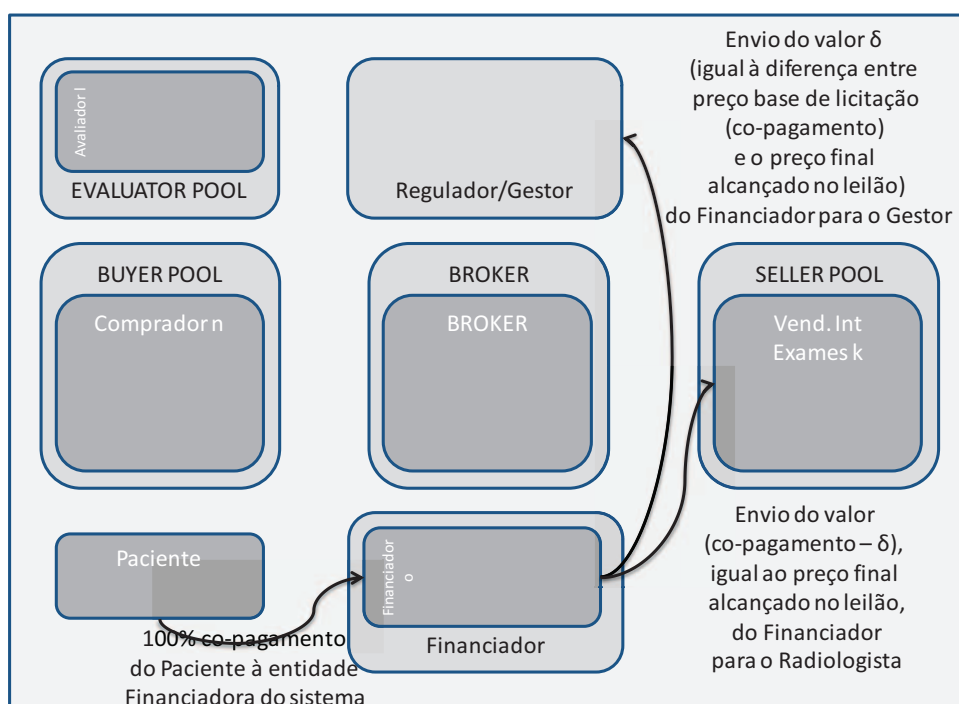 Envio do valor δ
(igual à diferença entre
preço base de licitação
(co-pagamento)
e o preço final
alcançado no leilão)
do Financiador para o Gestor
Avaliador l
EVALUATOR POOL
Regulador/Gestor
BUYER POOL
Comprador n
BROKER
BROKER
SELLER POOL
Vend. Int
Exames k
Paciente
Financiador
o
Financiador
100% co-pagamento
do Paciente à entidade
Financiadora do sistema
Envio do valor
(co-pagamento – δ),
igual ao preço final
alcançado no leilão,
do Financiador
para o Radiologista